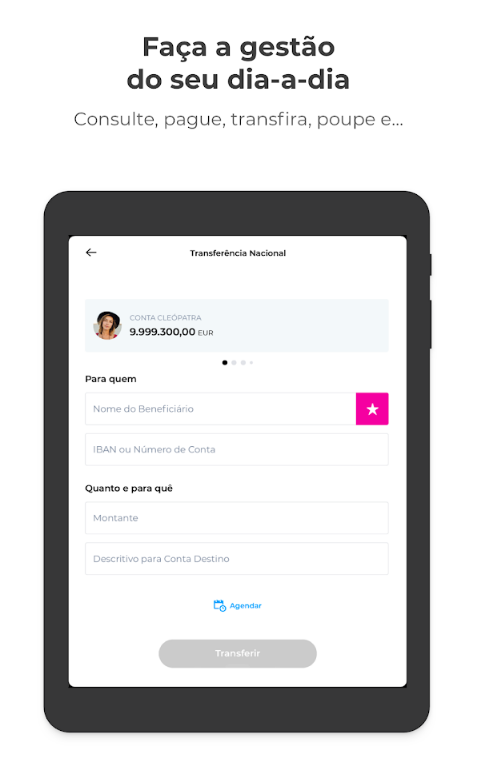 Faça a gestão
do seu dia-a-dia
Consulte, pague, transfira, poupe e...
Transferência Nacional
CONTA CLEÓPATRA
9.999.300,00 EUR
Para quem
Nome do Beneficiário
IBAN ou Número de Conta
Quanto e para quê
Montante
Descritivo para Conta Destino
Agendar
Transferir